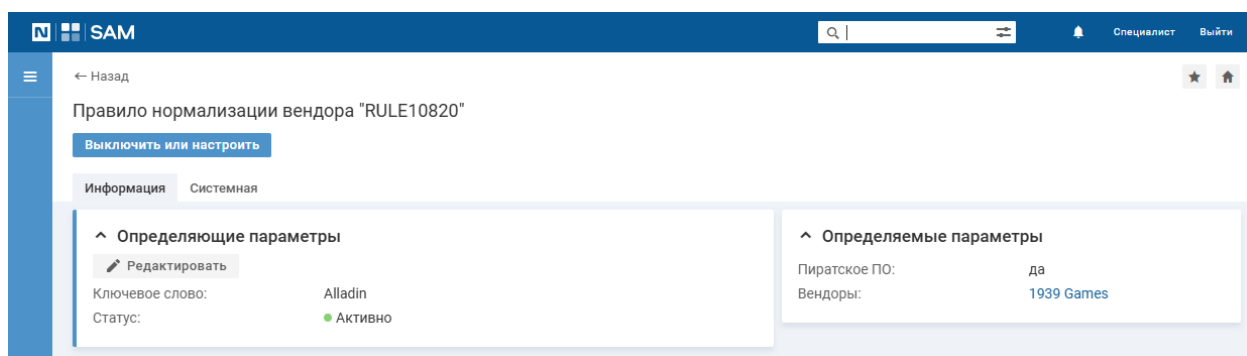 N SAM Специалист Выйти
← Назад
Правило нормализации вендора "RULE10820"
Выключить или настроить
Информация Системная
Определяющие параметры
Редактировать
Ключевое слово: Alladin
Статус: Активно
Определяемые параметры
Пиратское ПО: да
Вендоры: 1939 Games